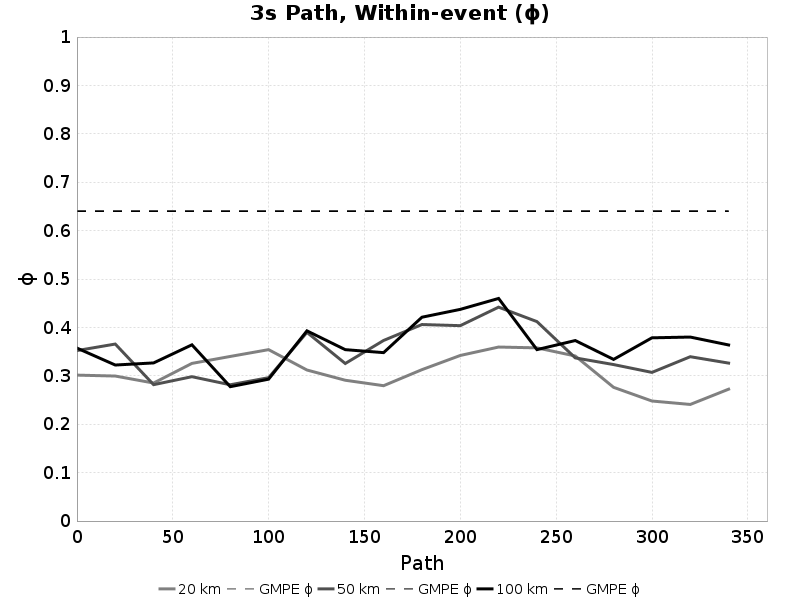 3s Path, Within-event (ϕ)
1
0.9
0.8
0.7
0.6
0.5
0.4
0.3
0.2
0.1
0
ϕ
0 50 100 150 200 250 300 350
Path
20 km GMPE ϕ 50 km GMPE ϕ 100 km GMPE ϕ